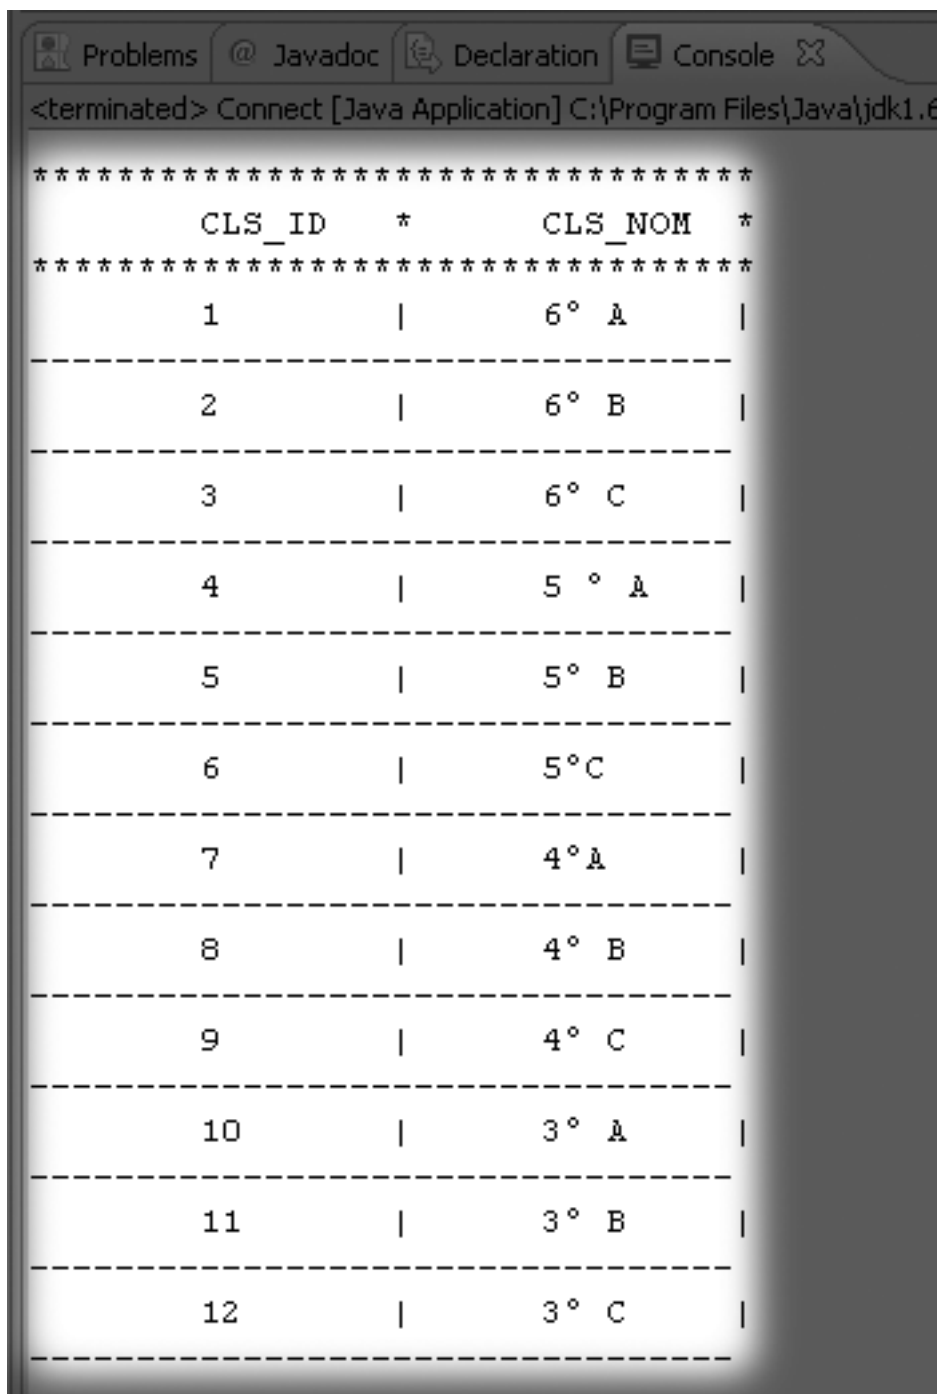 Problems @ Javadoc Declaration Console
<terminated> Connect [Java Application] C:\Program Files\Java\jdk1.6
**********************************
CLS_ID * CLS_NOM *
**********************************
1 | 6° A |
---------------------------------
2 | 6° B |
---------------------------------
3 | 6° C |
---------------------------------
4 | 5 ° A |
---------------------------------
5 | 5° B |
---------------------------------
6 | 5°C |
---------------------------------
7 | 4°A |
---------------------------------
8 | 4° B |
---------------------------------
9 | 4° C |
---------------------------------
10 | 3° A |
---------------------------------
11 | 3° B |
---------------------------------
12 | 3° C |
---------------------------------